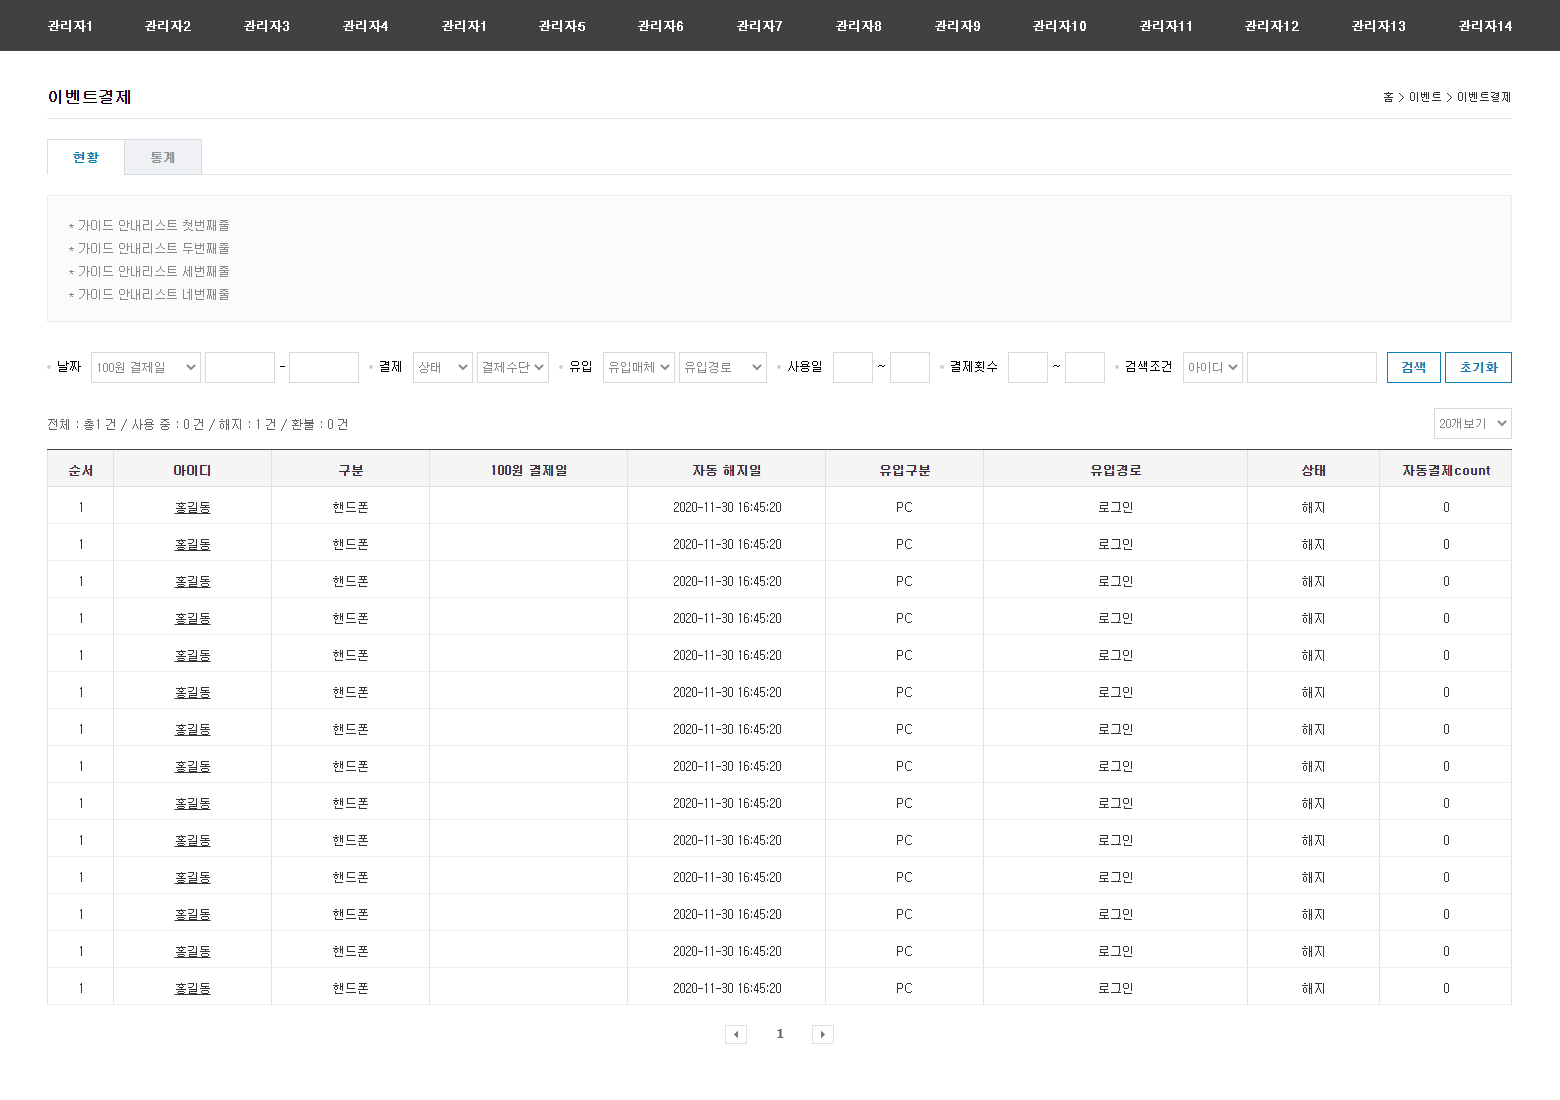 관리자1 관리자2 관리자3 관리자4 관리자1 관리자5 관리자6 관리자7 관리자8 관리자9 관리자10 관리자11 관리자12 관리자13 관리자14
이벤트결제 홈 > 이벤트 > 이벤트결제
현황 통계
* 가이드 안내리스트 첫번째줄
* 가이드 안내리스트 두번째줄
* 가이드 안내리스트 세번째줄
* 가이드 안내리스트 네번째줄
날짜 100원 결제일 - 결제 상태 결제수단 유입 유입매체 유입경로 사용일 ~ 결제횟수 ~ 검색조건 아이디 검색 초기화
전체 : 총1 건 / 사용 중 : 0 건 / 해지 : 1 건 / 환불 : 0 건 20개보기
순서 아이디 구분 100원 결제일 자동 해지일 유입구분 유입경로 상태 자동결제count
1 홍길동 핸드폰 2020-11-30 16:45:20 PC 로그인 해지 0
1 홍길동 핸드폰 2020-11-30 16:45:20 PC 로그인 해지 0
1 홍길동 핸드폰 2020-11-30 16:45:20 PC 로그인 해지 0
1 홍길동 핸드폰 2020-11-30 16:45:20 PC 로그인 해지 0
1 홍길동 핸드폰 2020-11-30 16:45:20 PC 로그인 해지 0
1 홍길동 핸드폰 2020-11-30 16:45:20 PC 로그인 해지 0
1 홍길동 핸드폰 2020-11-30 16:45:20 PC 로그인 해지 0
1 홍길동 핸드폰 2020-11-30 16:45:20 PC 로그인 해지 0
1 홍길동 핸드폰 2020-11-30 16:45:20 PC 로그인 해지 0
1 홍길동 핸드폰 2020-11-30 16:45:20 PC 로그인 해지 0
1 홍길동 핸드폰 2020-11-30 16:45:20 PC 로그인 해지 0
1 홍길동 핸드폰 2020-11-30 16:45:20 PC 로그인 해지 0
1 홍길동 핸드폰 2020-11-30 16:45:20 PC 로그인 해지 0
1 홍길동 핸드폰 2020-11-30 16:45:20 PC 로그인 해지 0
1